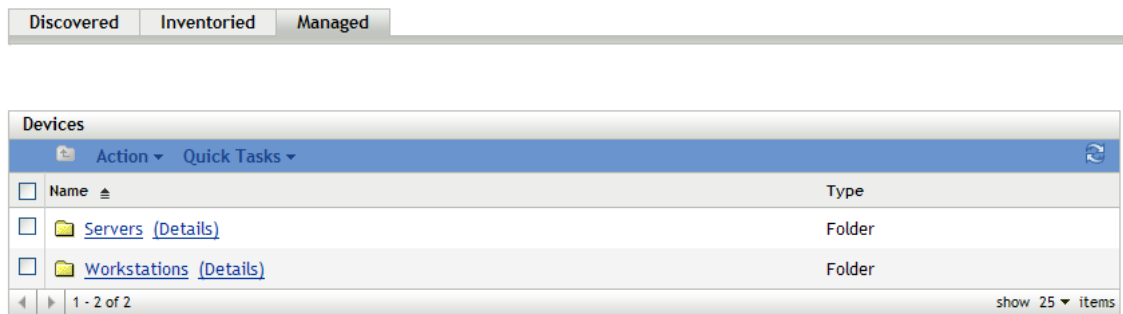 Discovered Inventoried Managed
Devices
Action Quick Tasks
Name Type
Servers (Details) Folder
Workstations (Details) Folder
1 - 2 of 2 show 25 items